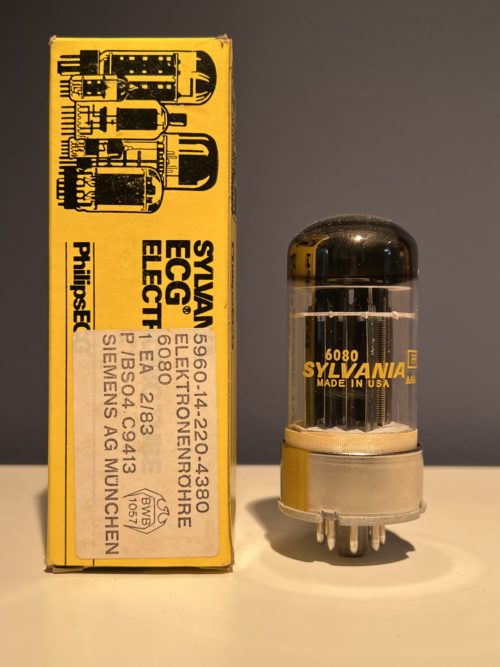 SYLVAN
ECG®
ELECTR
PhilipsEC
5960-14-220-4380
ELEKTRONENRÖHRE
6080
1 EA 2/83
P /BS04 C9413
SIEMENS AG MÜNCHEN
BWB
1057
6080
SYLVANIA
MADE IN USA